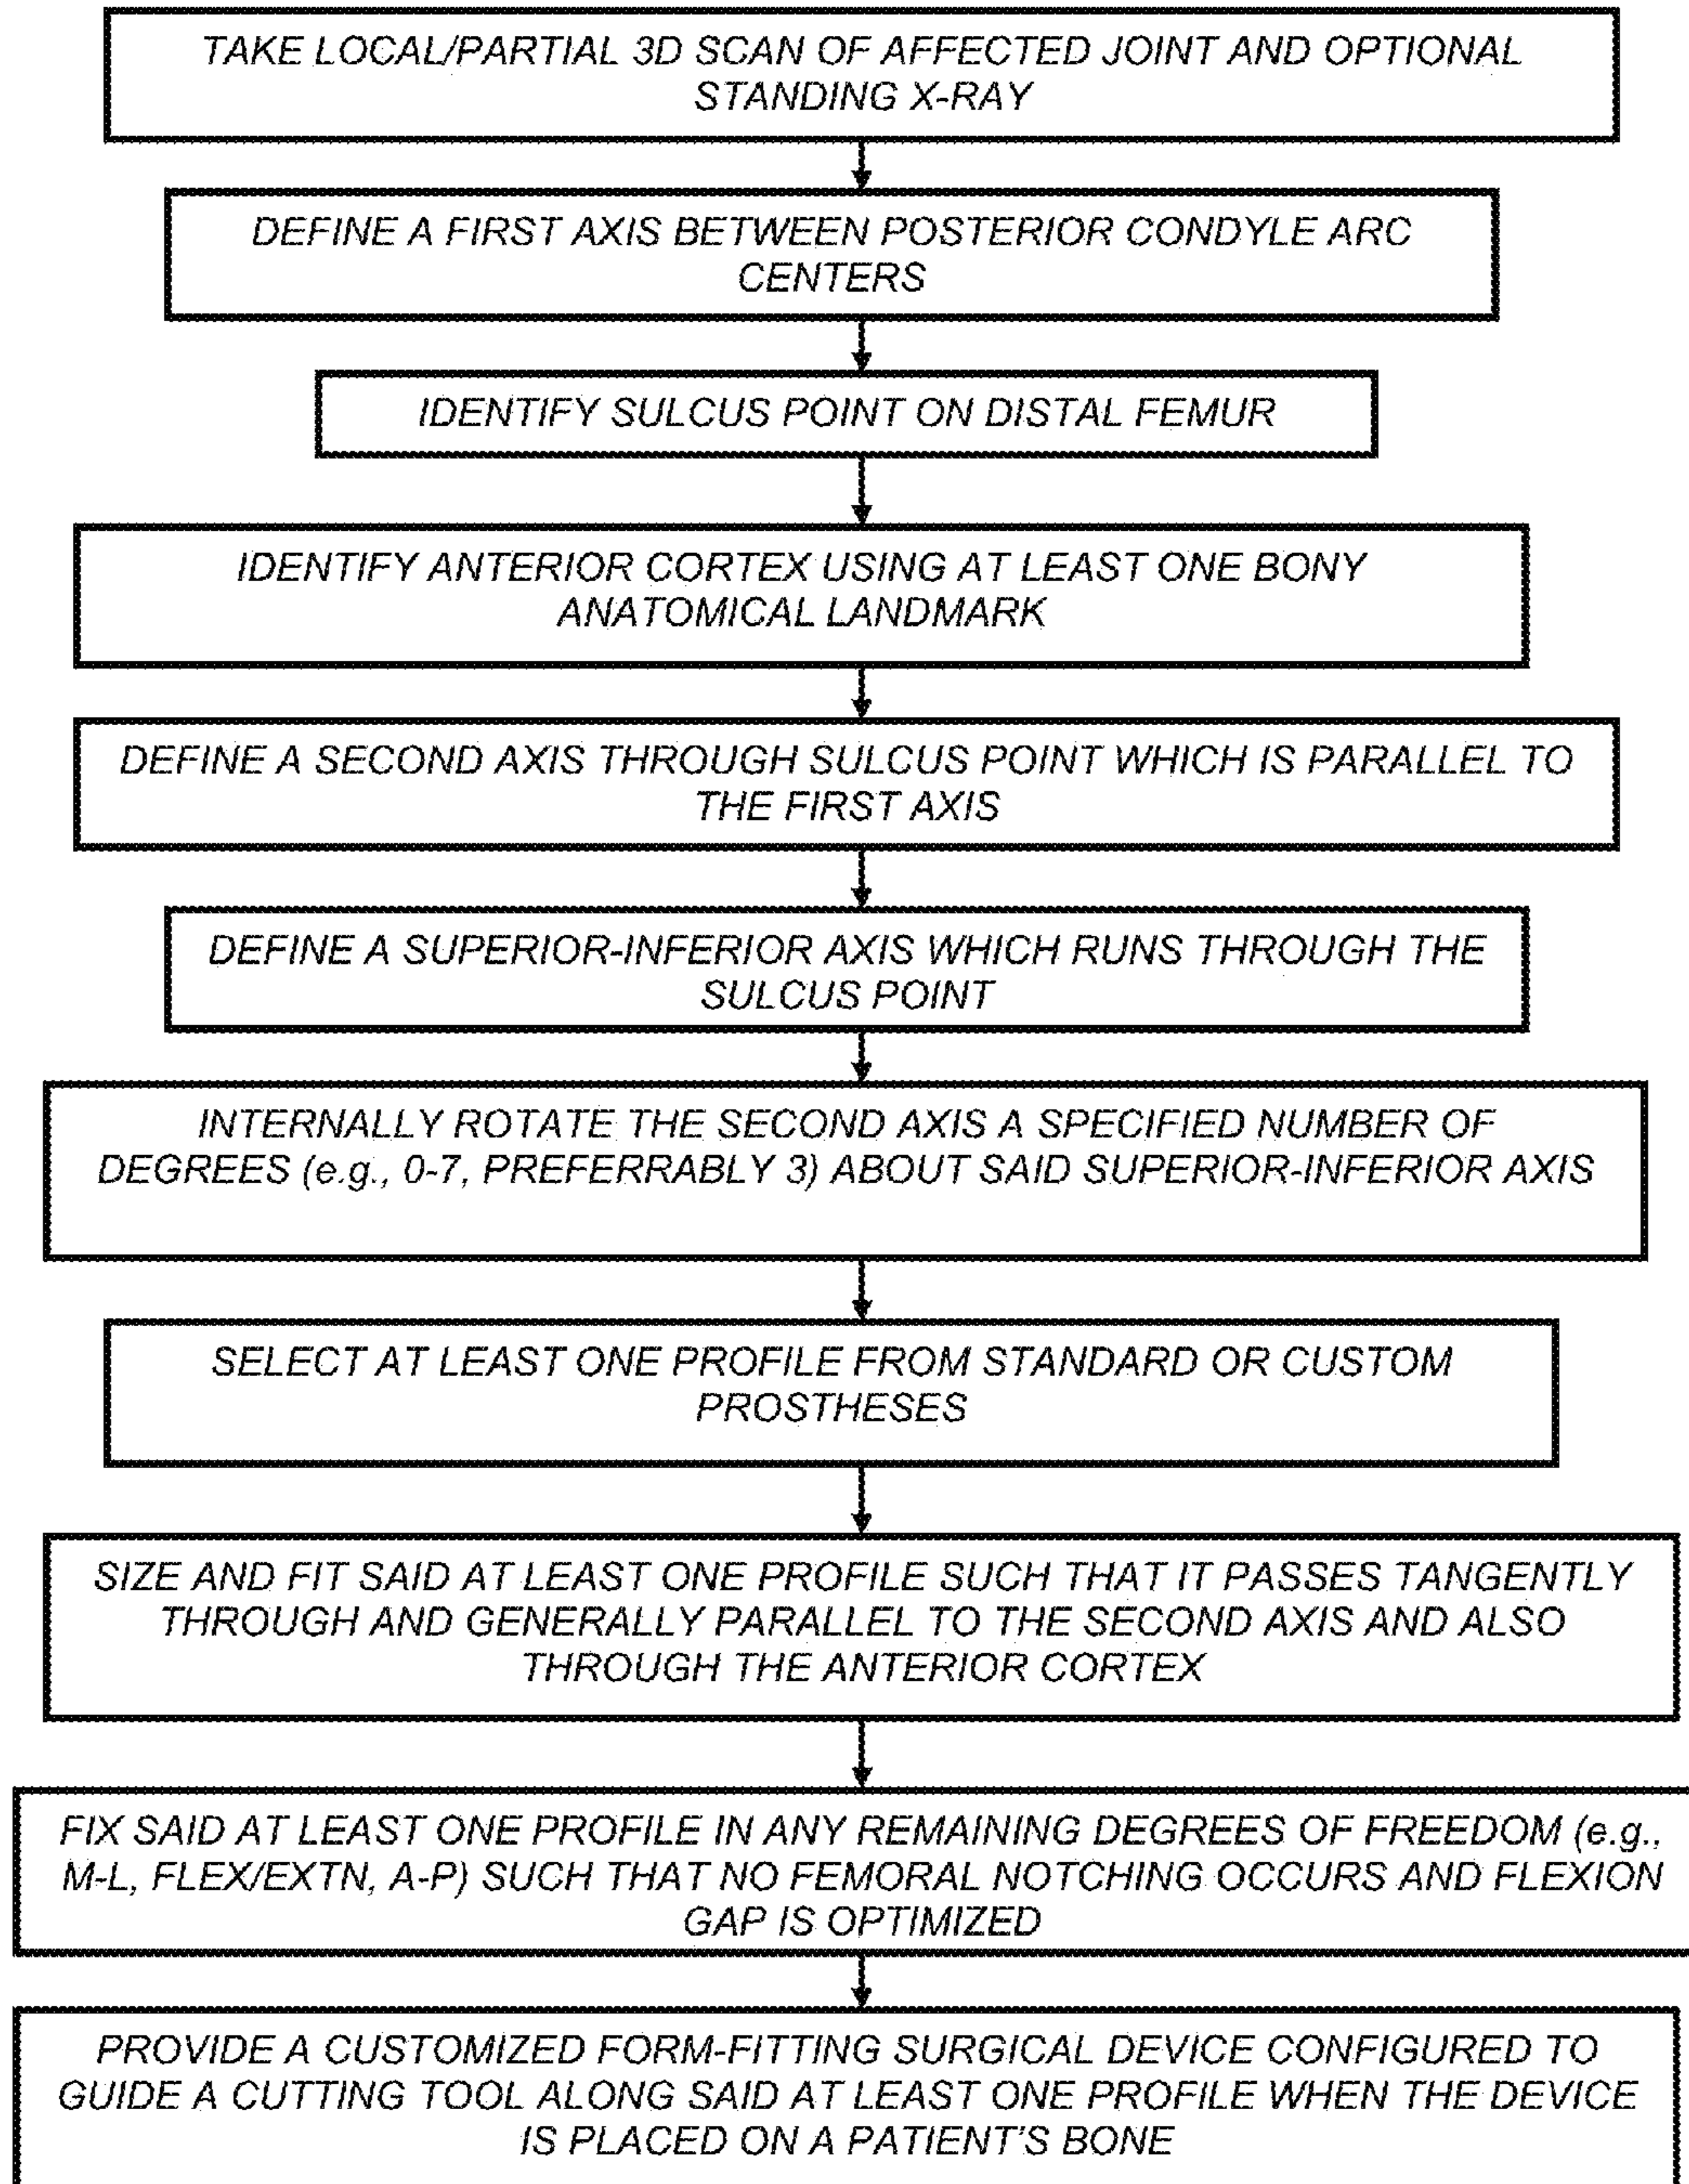 TAKE LOCAL/PARTIAL 3D SCAN OF AFFECTED JOINT AND OPTIONAL
STANDING X-RAY
DEFINE A FIRST AXIS BETWEEN POSTERIOR CONDYLE ARC
CENTERS
IDENTIFY SULCUS POINT ON DISTAL FEMUR
IDENTIFY ANTERIOR CORTEX USING AT LEAST ONE BONY
ANATOMICAL LANDMARK
DEFINE A SECOND AXIS THROUGH SULCUS POINT WHICH IS PARALLEL TO
THE FIRST AXIS
DEFINE A SUPERIOR-INFERIOR AXIS WHICH RUNS THROUGH THE
SULCUS POINT
INTERNALLY ROTATE THE SECOND AXIS A SPECIFIED NUMBER OF
DEGREES (e.g., 0-7, PREFERRABLY 3) ABOUT SAID SUPERIOR-INFERIOR AXIS
SELECT AT LEAST ONE PROFILE FROM STANDARD OR CUSTOM
PROSTHESES
SIZE AND FIT SAID AT LEAST ONE PROFILE SUCH THAT IT PASSES TANGENTLY
THROUGH AND GENERALLY PARALLEL TO THE SECOND AXIS AND ALSO
THROUGH THE ANTERIOR CORTEX
FIX SAID AT LEAST ONE PROFILE IN ANY REMAINING DEGREES OF FREEDOM (e.g.,
M-L, FLEX/EXTN, A-P) SUCH THAT NO FEMORAL NOTCHING OCCURS AND FLEXION
GAP IS OPTIMIZED
PROVIDE A CUSTOMIZED FORM-FITTING SURGICAL DEVICE CONFIGURED TO
GUIDE A CUTTING TOOL ALONG SAID AT LEAST ONE PROFILE WHEN THE DEVICE
IS PLACED ON A PATIENT'S BONE